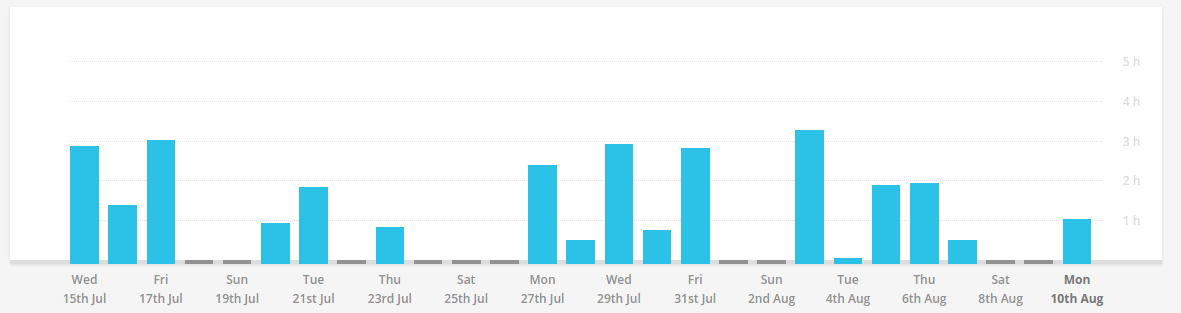 5 h
4 h
3 h
2 h
1 h
Wed Fri Sun Tue Thu Sat Mon Wed Fri Sun Tue Thu Sat Mon
15th Jul 17th Jul 19th Jul 21st Jul 23rd Jul 25th Jul 27th Jul 29th Jul 31st Jul 2nd Aug 4th Aug 6th Aug 8th Aug 10th Aug